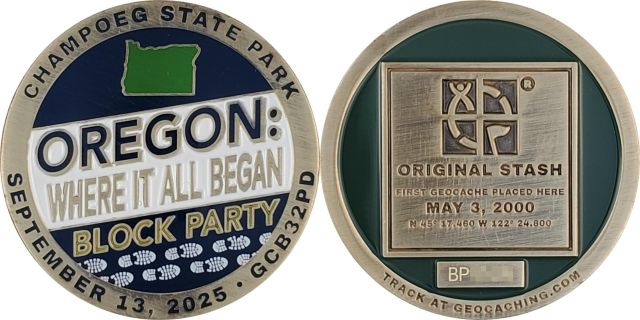 CHAMPOEG STATE PARK
OREGON:
WHERE IT ALL BEGAN
BLOCK PARTY
SEPTEMBER 13, 2025 • GCB32PD
®
ORIGINAL STASH
FIRST GEOCACHE PLACED HERE
MAY 3, 2000
N 45° 17.460 W 122° 24.800
BP
TRACK AT GEOCACHING.COM